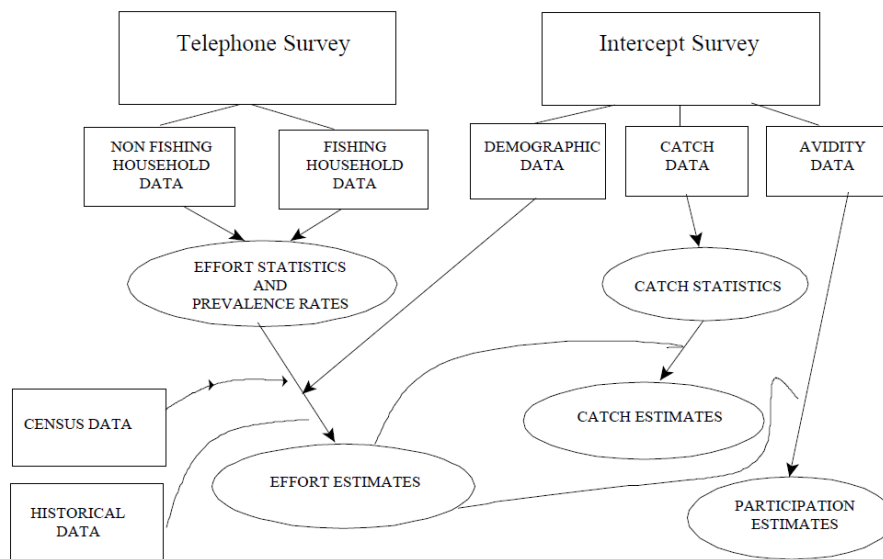 Telephone Survey
Intercept Survey
NON FISHING
HOUSEHOLD
DATA
FISHING
HOUSEHOLD
DATA
DEMOGRAPHIC
DATA
CATCH
DATA
AVIDITY
DATA
EFFORT STATISTICS
AND
PREVALENCE RATES
CATCH STATISTICS
CENSUS DATA
CATCH ESTIMATES
EFFORT ESTIMATES
HISTORICAL
DATA
PARTICIPATION
ESTIMATES